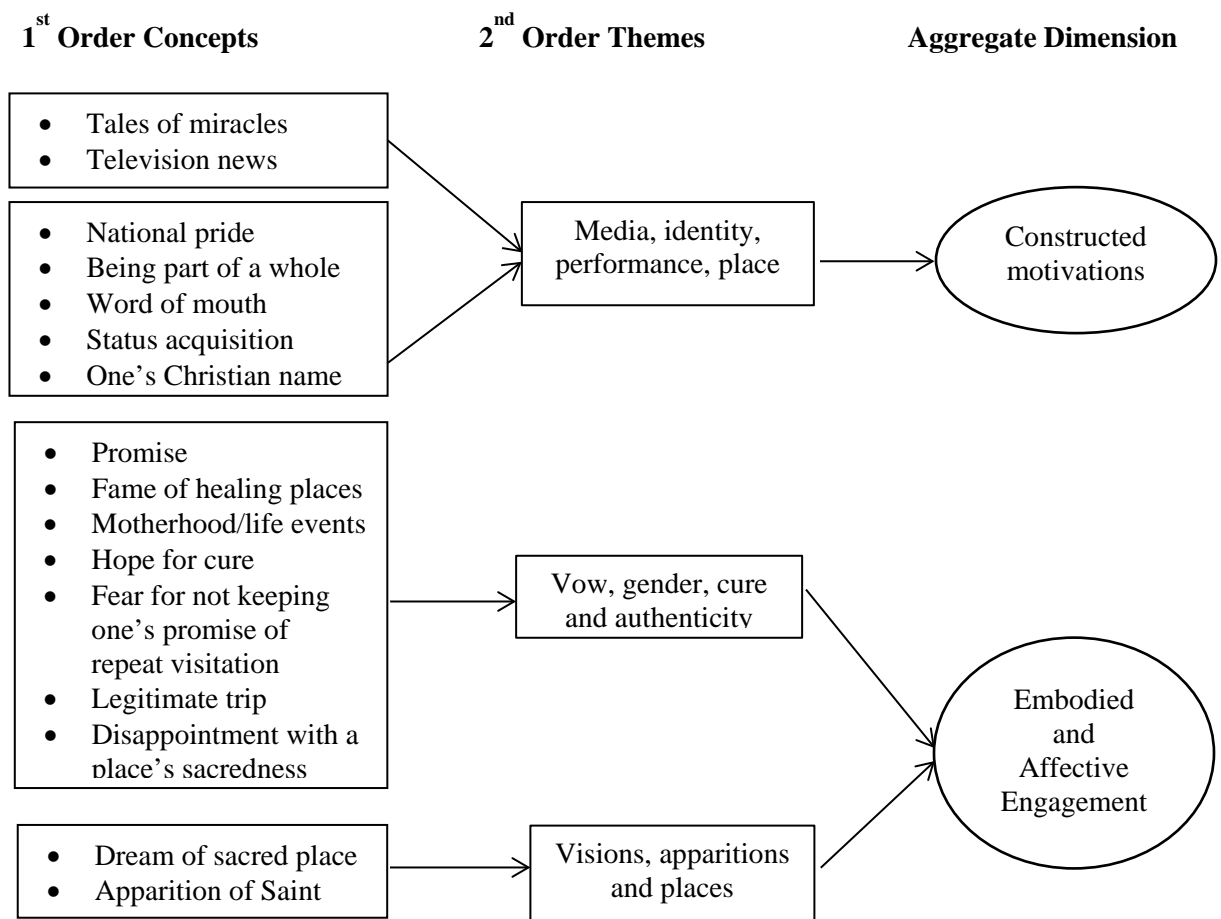 1st Order Concepts
2nd Order Themes
Aggregate Dimension
• Tales of miracles
• Television news
• National pride
• Being part of a whole
• Word of mouth
• Status acquisition
• One’s Christian name
Media, identity,
performance, place
Constructed
motivations
• Promise
• Fame of healing places
• Motherhood/life events
• Hope for cure
• Fear for not keeping
one’s promise of
repeat visitation
• Legitimate trip
• Disappointment with a
place’s sacredness
Vow, gender, cure
and authenticity
• Dream of sacred place
• Apparition of Saint
Visions, apparitions
and places
Embodied
and
Affective
Engagement